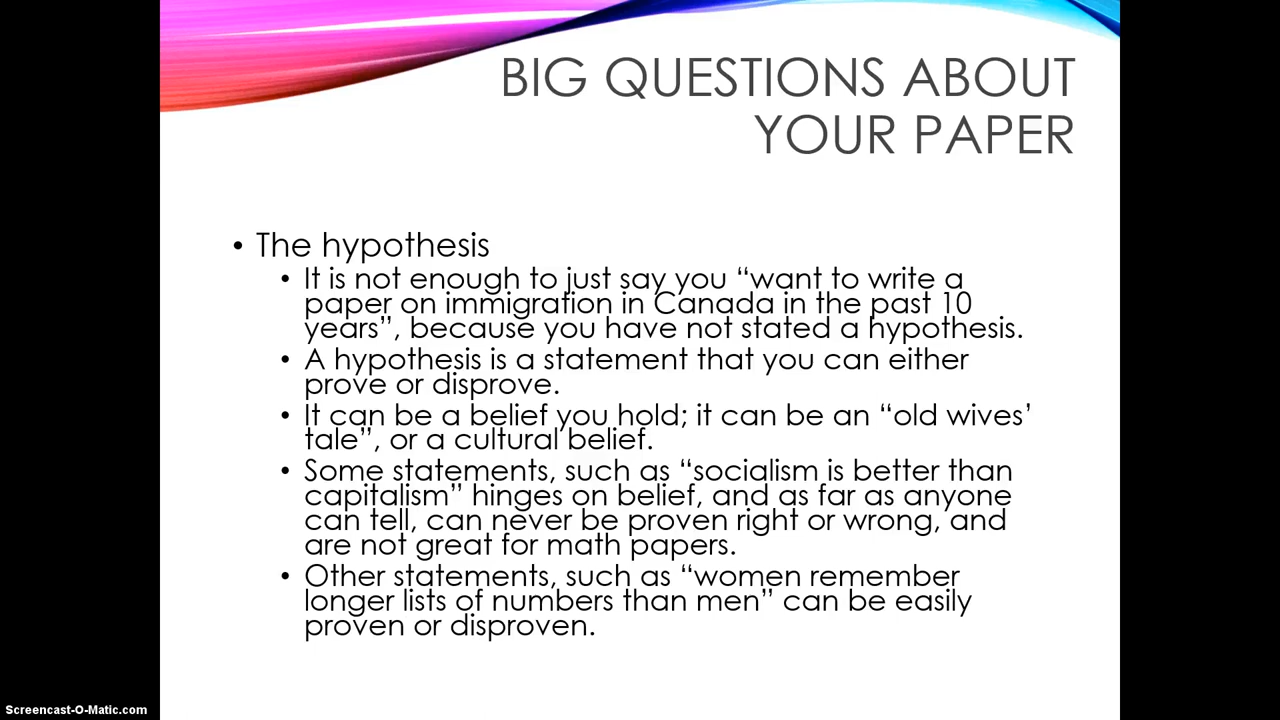 BIG QUESTIONS ABOUT
YOUR PAPER
• The hypothesis
• It is not enough to just say you “want to write a
paper on immigration in Canada in the past 10
years”, because you have not stated a hypothesis.
• A hypothesis is a statement that you can either
prove or disprove.
• It can be a belief you hold; it can be an “old wives’
tale”, or a cultural belief.
• Some statements, such as “socialism is better than
capitalism” hinges on belief, and as far as anyone
can tell, can never be proven right or wrong, and
are not great for math papers.
• Other statements, such as “women remember
longer lists of numbers than men” can be easily
proven or disproven.
Screencast-O-Matic.com